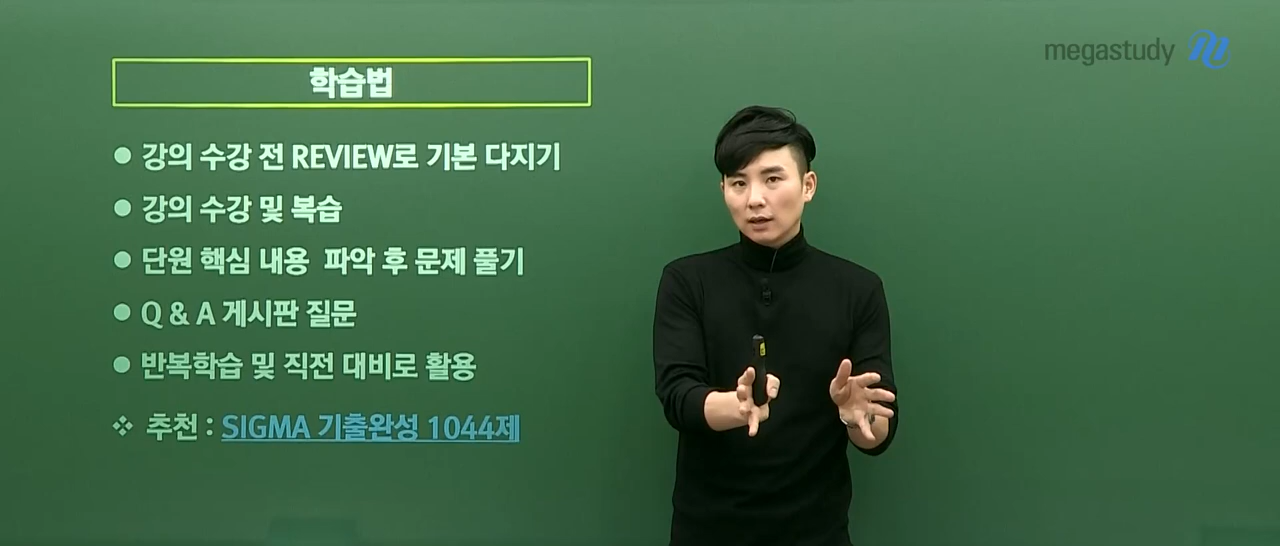 megastudy
학습법
● 강의 수강 전 REVIEW로 기본 다지기
● 강의 수강 및 복습
● 단원 핵심 내용 파악 후 문제 풀기
● Q & A 게시판 질문
● 반복학습 및 직전 대비로 활용
❖ 추천 : SIGMA 기출완성 1044제